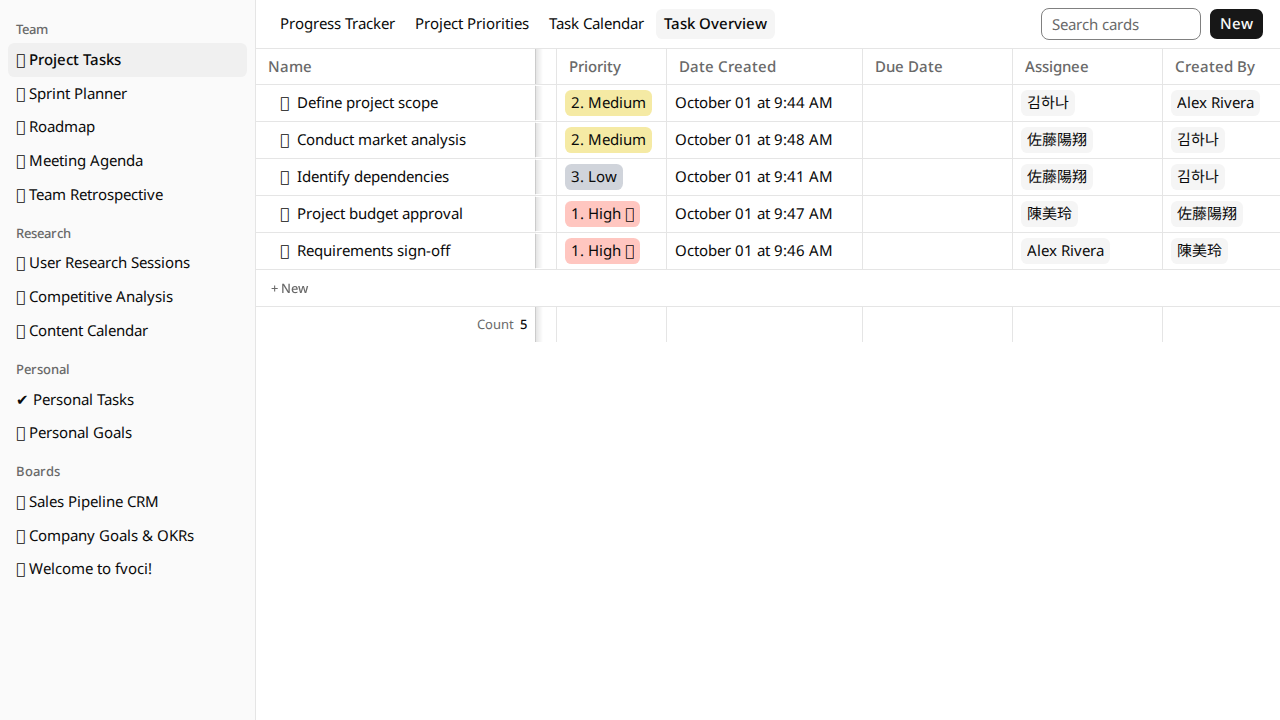 Team
Project Tasks
Sprint Planner
Roadmap
Meeting Agenda
Team Retrospective
Research
User Research Sessions
Competitive Analysis
Content Calendar
Personal
✔ Personal Tasks
Personal Goals
Boards
Sales Pipeline CRM
Company Goals & OKRs
Welcome to fvoci!
Progress Tracker Project Priorities Task Calendar Task Overview Search cards New
Name Priority Date Created Due Date Assignee Created By
Define project scope 2. Medium October 01 at 9:44 AM 김하나 Alex Rivera
Conduct market analysis 2. Medium October 01 at 9:48 AM 佐藤陽翔 김하나
Identify dependencies 3. Low October 01 at 9:41 AM 佐藤陽翔 김하나
Project budget approval 1. High October 01 at 9:47 AM 陳美玲 佐藤陽翔
Requirements sign-off 1. High October 01 at 9:46 AM Alex Rivera 陳美玲
+ New
Count 5